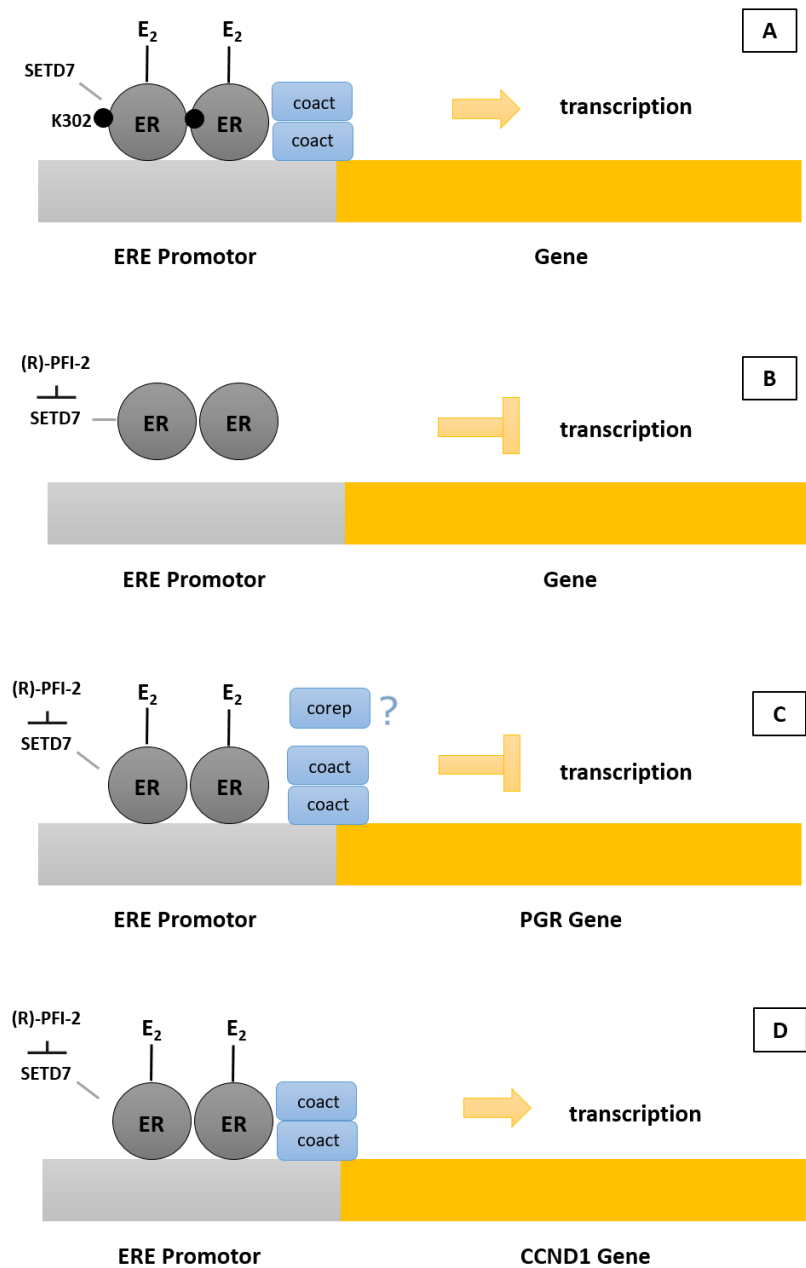 E₂ E₂
A
SETD7
coact
K302 ER ER transcription
coact
ERE Promotor Gene
(R)-PFI-2
B
SETD7 ER ER transcription
ERE Promotor Gene
(R)-PFI-2
E₂ E₂ corep ? C
SETD7
coact
ER ER transcription
coact
ERE Promotor PGR Gene
(R)-PFI-2
E₂ E₂ D
SETD7
coact
ER ER transcription
coact
ERE Promotor CCND1 Gene